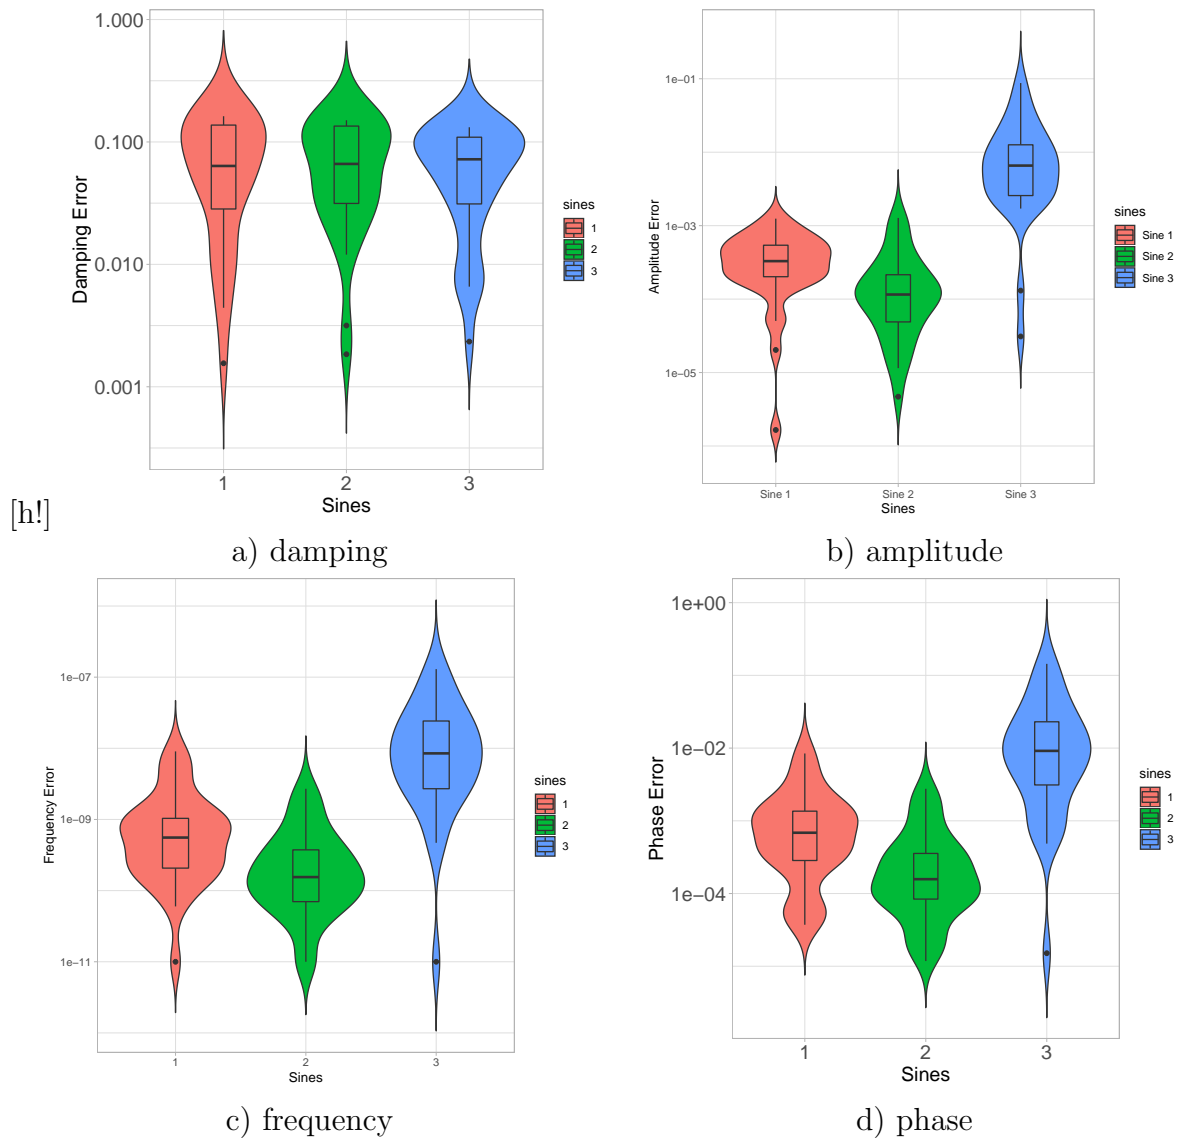 1.000
0.100
0.010
0.001
Damping Error
1 2 3
Sines
sines
1
2
3
1e−01
1e−03
1e−05
Amplitude Error
Sine 1 Sine 2 Sine 3
Sines
sines
Sine 1
Sine 2
Sine 3
[h!]
a) damping
b) amplitude
1e−07
1e−09
1e−11
Frequency Error
1 2 3
Sines
sines
1
2
3
1e+00
1e−02
1e−04
Phase Error
1 2 3
Sines
sines
1
2
3
c) frequency
d) phase